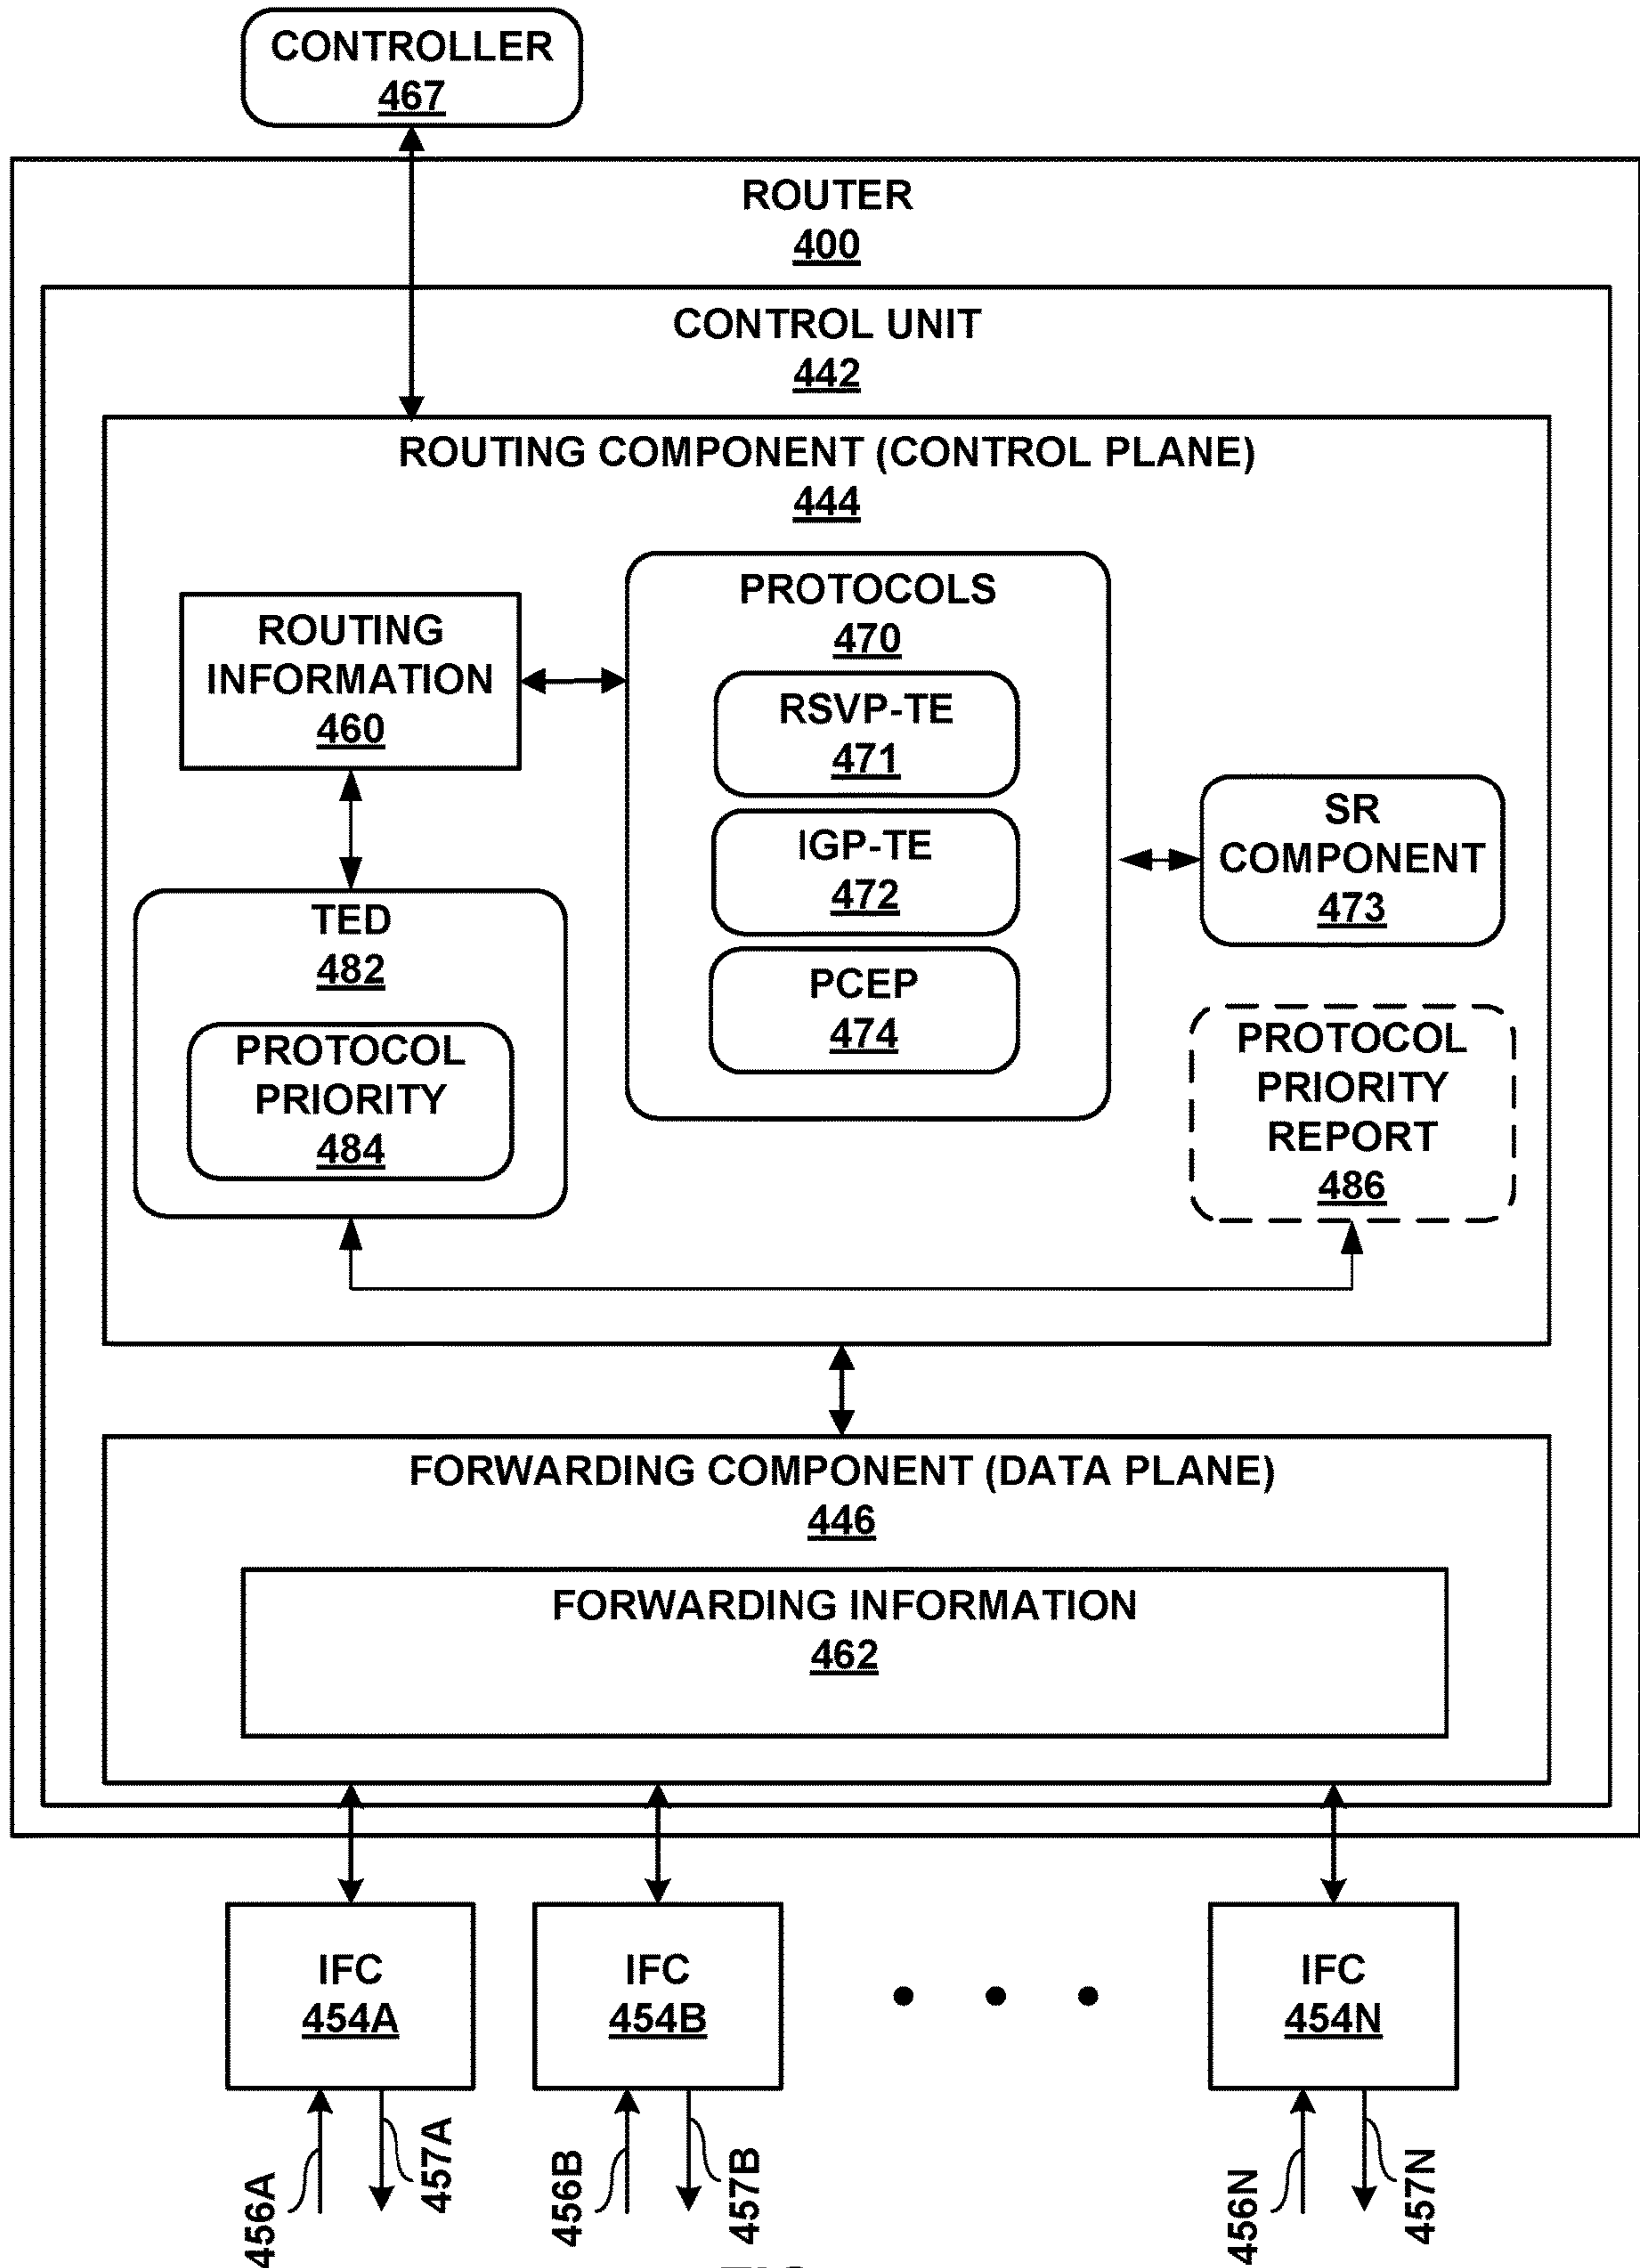 CONTROLLER
467
ROUTER
400
CONTROL UNIT
442
ROUTING COMPONENT (CONTROL PLANE)
444
ROUTING
INFORMATION
460
PROTOCOLS
470
RSVP-TE
471
IGP-TE
472
PCEP
474
SR
COMPONENT
473
TED
482
PROTOCOL
PRIORITY
484
PROTOCOL
PRIORITY
REPORT
486
FORWARDING COMPONENT (DATA PLANE)
446
FORWARDING INFORMATION
462
IFC
454A
IFC
454B
IFC
454N
456A
457A
456B
457B
456N
457N